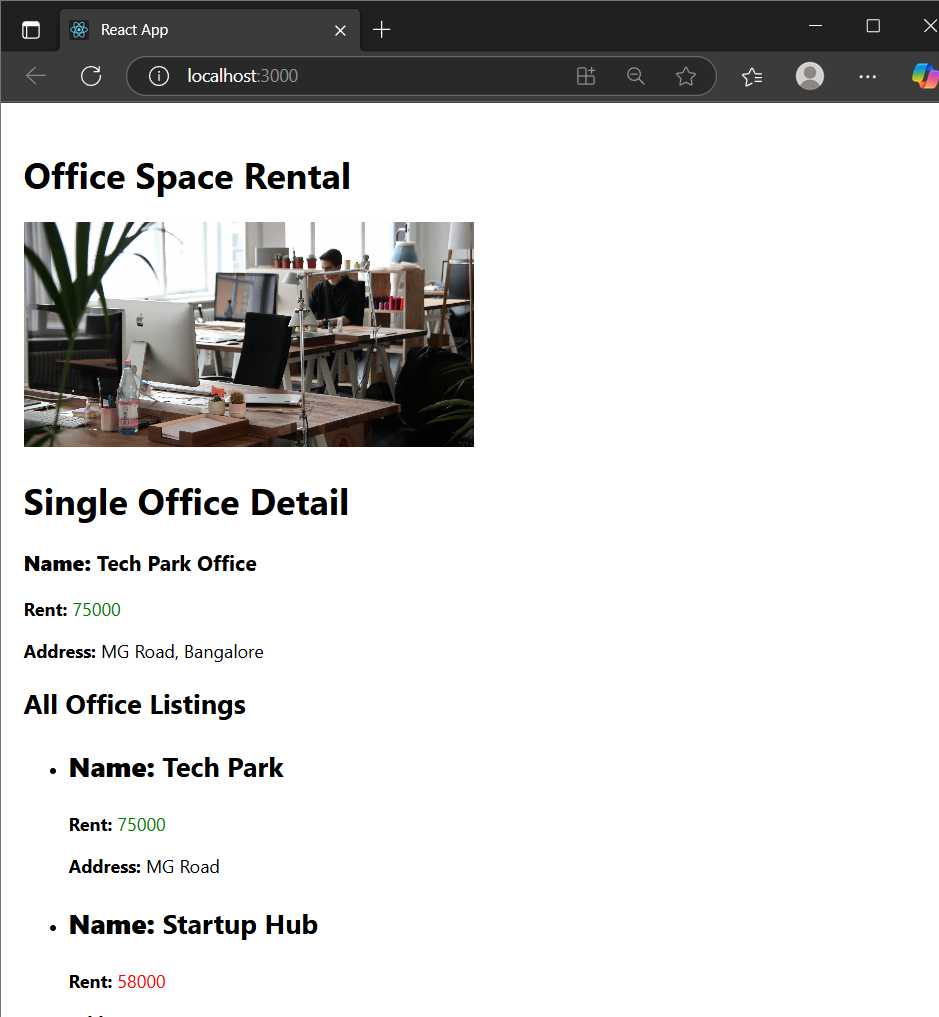 React App
localhost:3000
Office Space Rental
Single Office Detail
Name: Tech Park Office
Rent: 75000
Address: MG Road, Bangalore
All Office Listings
Name: Tech Park
Rent: 75000
Address: MG Road
Name: Startup Hub
Rent: 58000